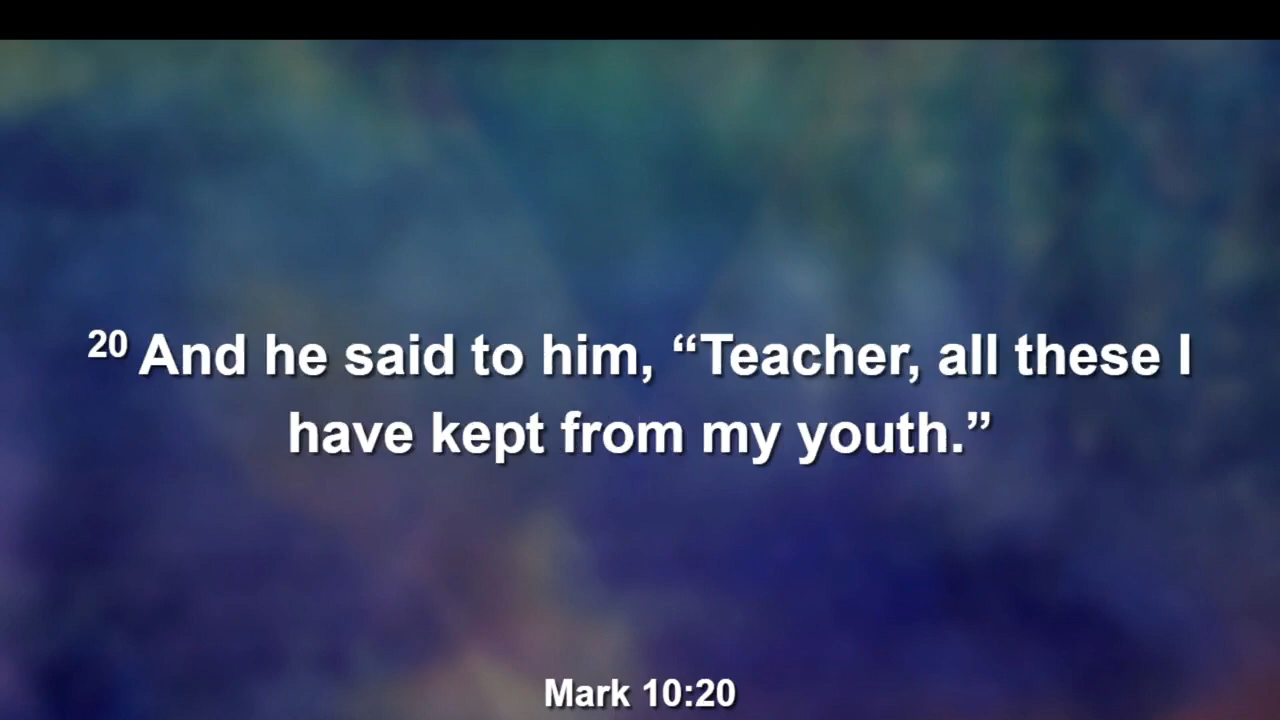 20 And he said to him, “Teacher, all these I
have kept from my youth.”
Mark 10:20